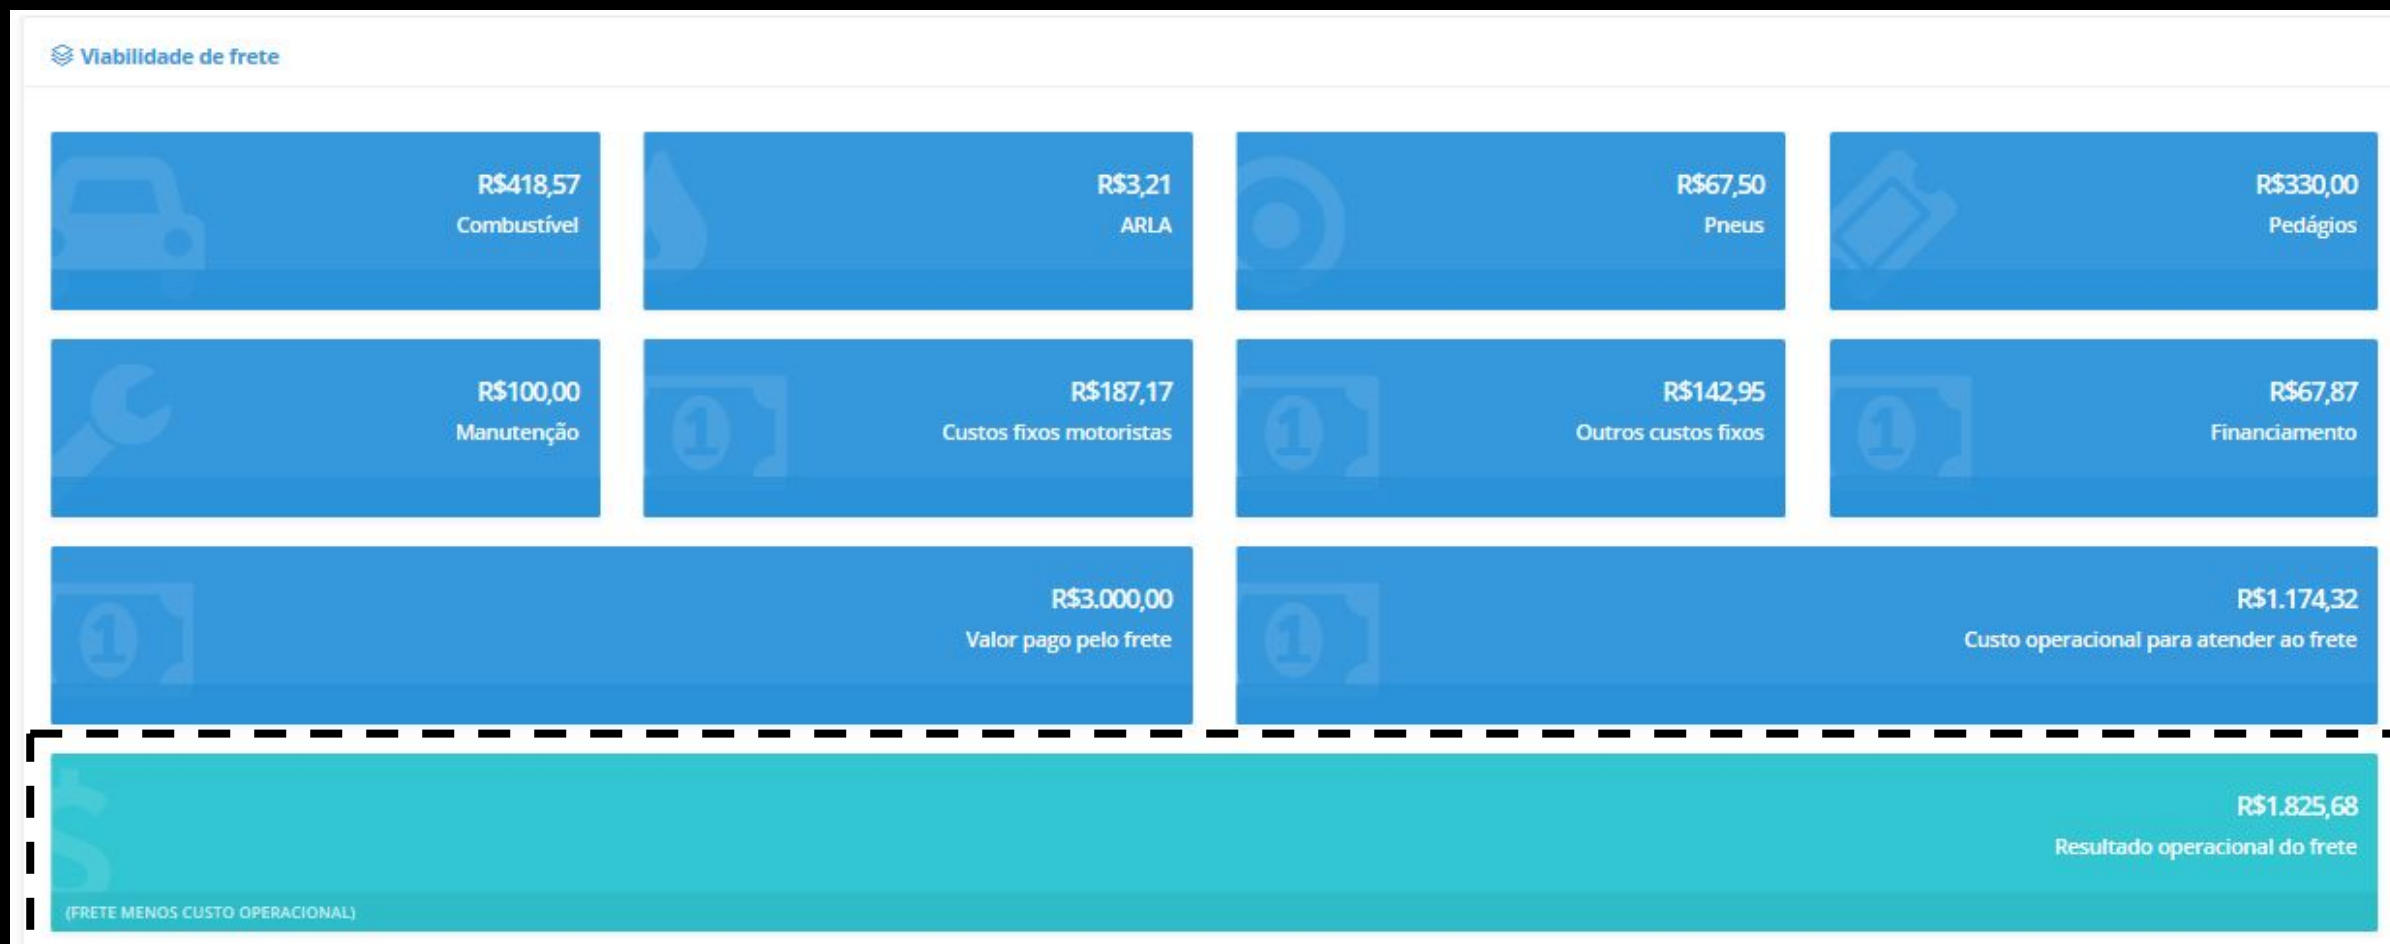 Viabilidade de frete
R$418,57
Combustível
R$3,21
ARLA
R$67,50
Pneus
R$330,00
Pedágios
R$100,00
Manutenção
R$187,17
Custos fixos motoristas
R$142,95
Outros custos fixos
R$67,87
Financiamento
R$3.000,00
Valor pago pelo frete
R$1.174,32
Custo operacional para atender ao frete
R$1.825,68
Resultado operacional do frete
(FRETE MENOS CUSTO OPERACIONAL)